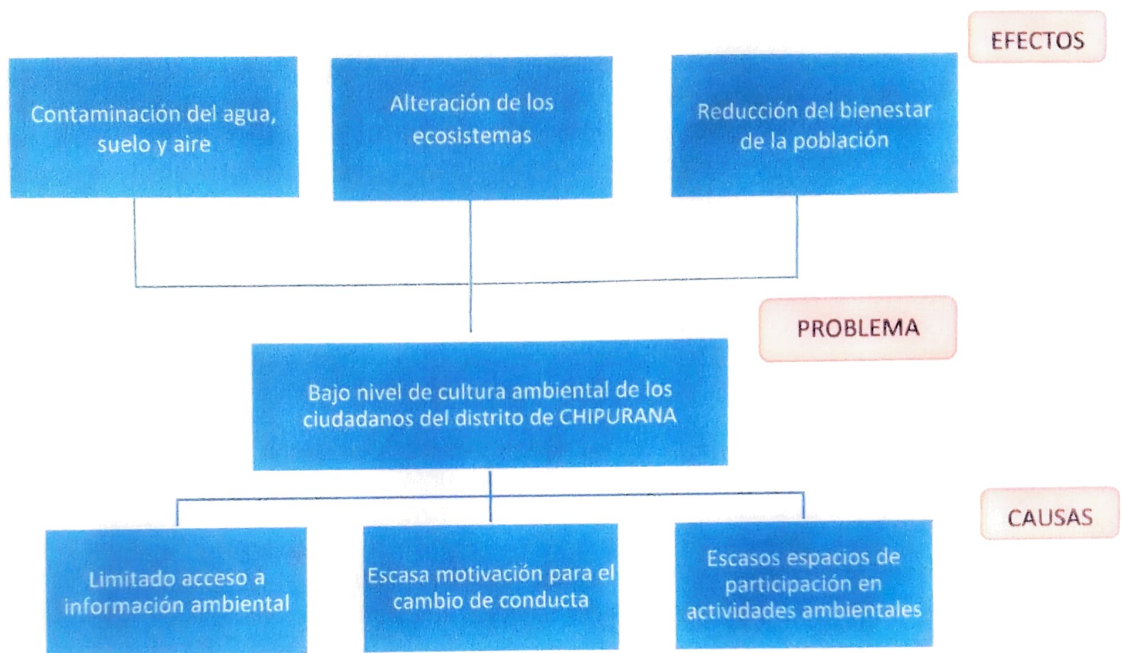 EFECTOS
Contaminación del agua,
suelo y aire
Alteración de los
ecosistemas
Reducción del bienestar
de la población
PROBLEMA
Bajo nivel de cultura ambiental de los
ciudadanos del distrito de CHIPURANA
CAUSAS
Limitado acceso a
información ambiental
Escasa motivación para el
cambio de conducta
Escasos espacios de
participación en
actividades ambientales